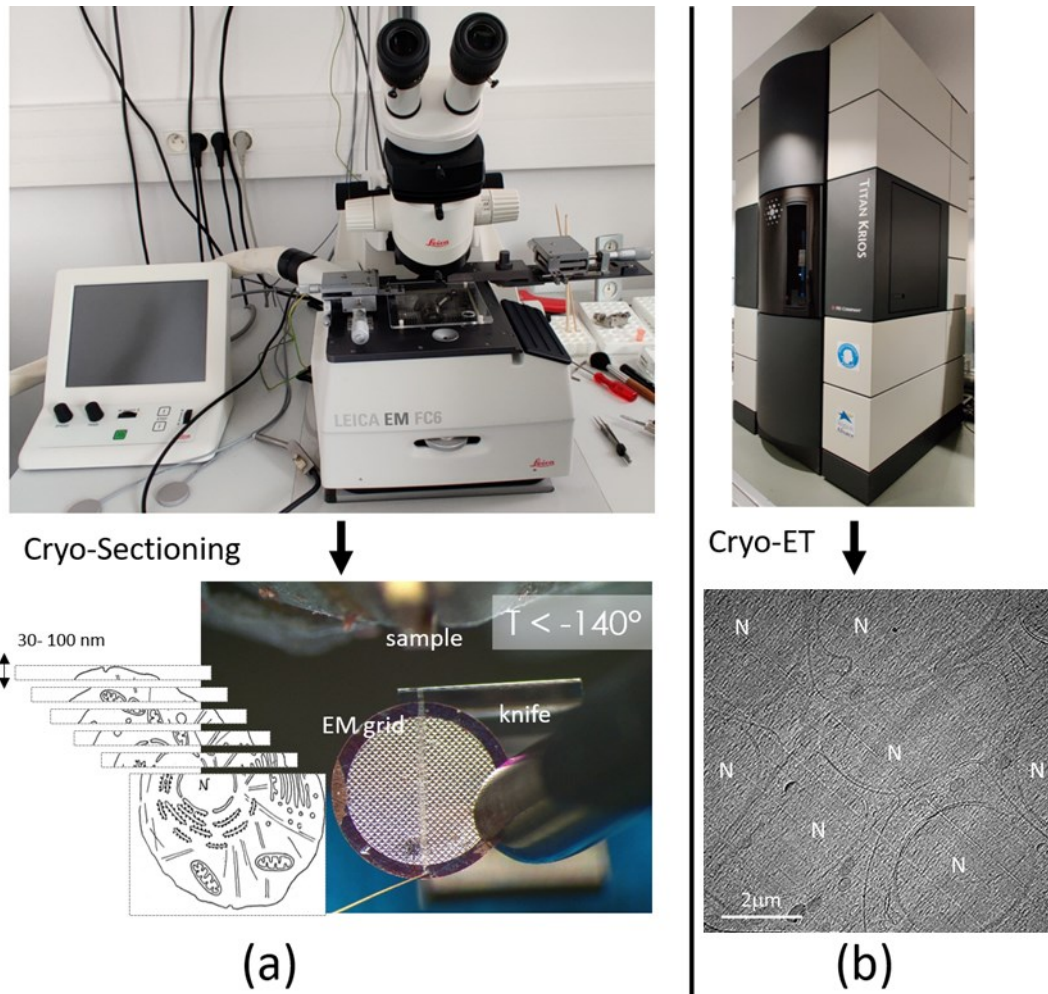 Leica
LEICA EM FC6
Leica
TITAN KRIOS
Cryo-Sectioning
Cryo-ET
30- 100 nm
T < -140°
sample
EM grid
knife
N
N
N
N
N
N
N
N
2µm
(a)
(b)